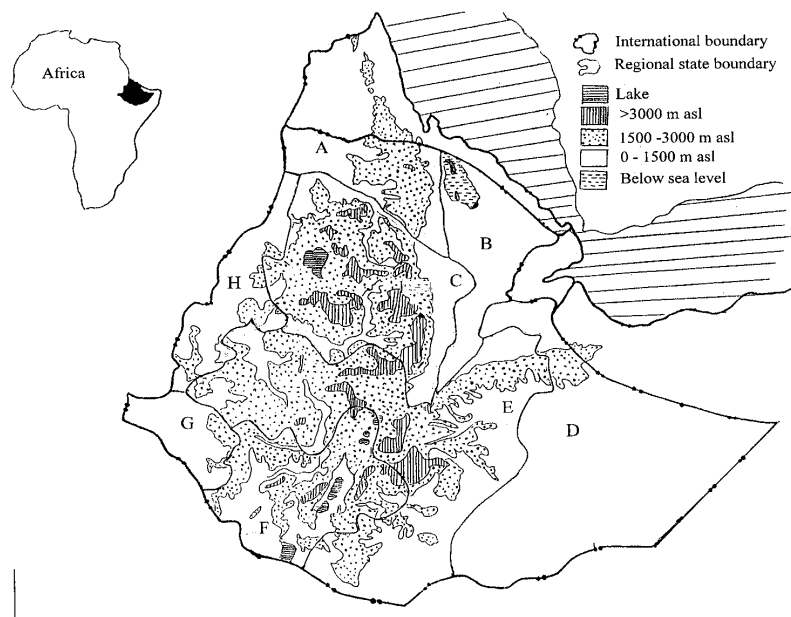 Africa
International boundary
Regional state boundary
Lake
>3000 m asl
1500 -3000 m asl
0 - 1500 m asl
Below sea level
A
B
C
H
E
D
G
F